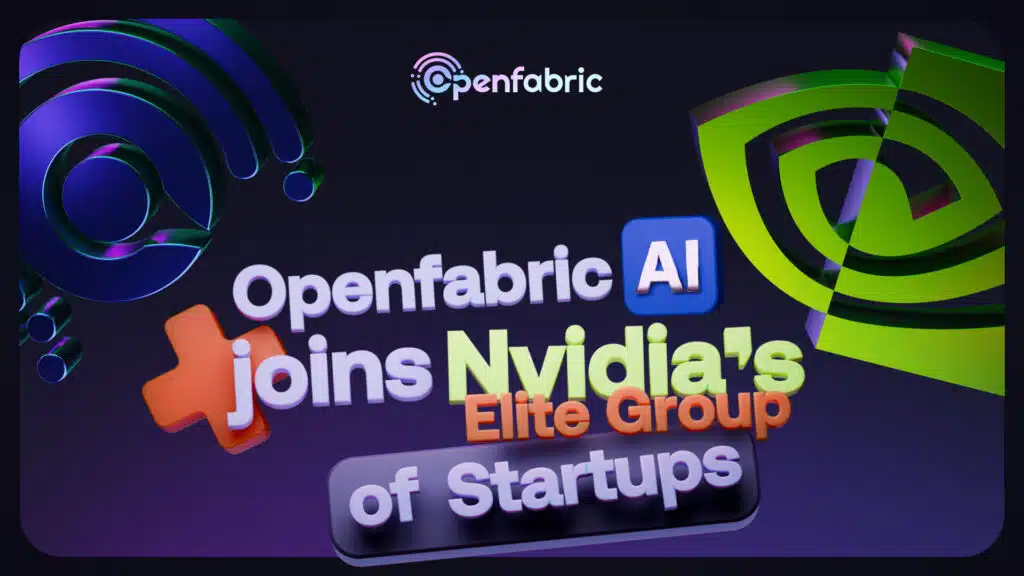 Openfabric
Openfabric AI
joins Nvidia's
Elite Group
of Startups